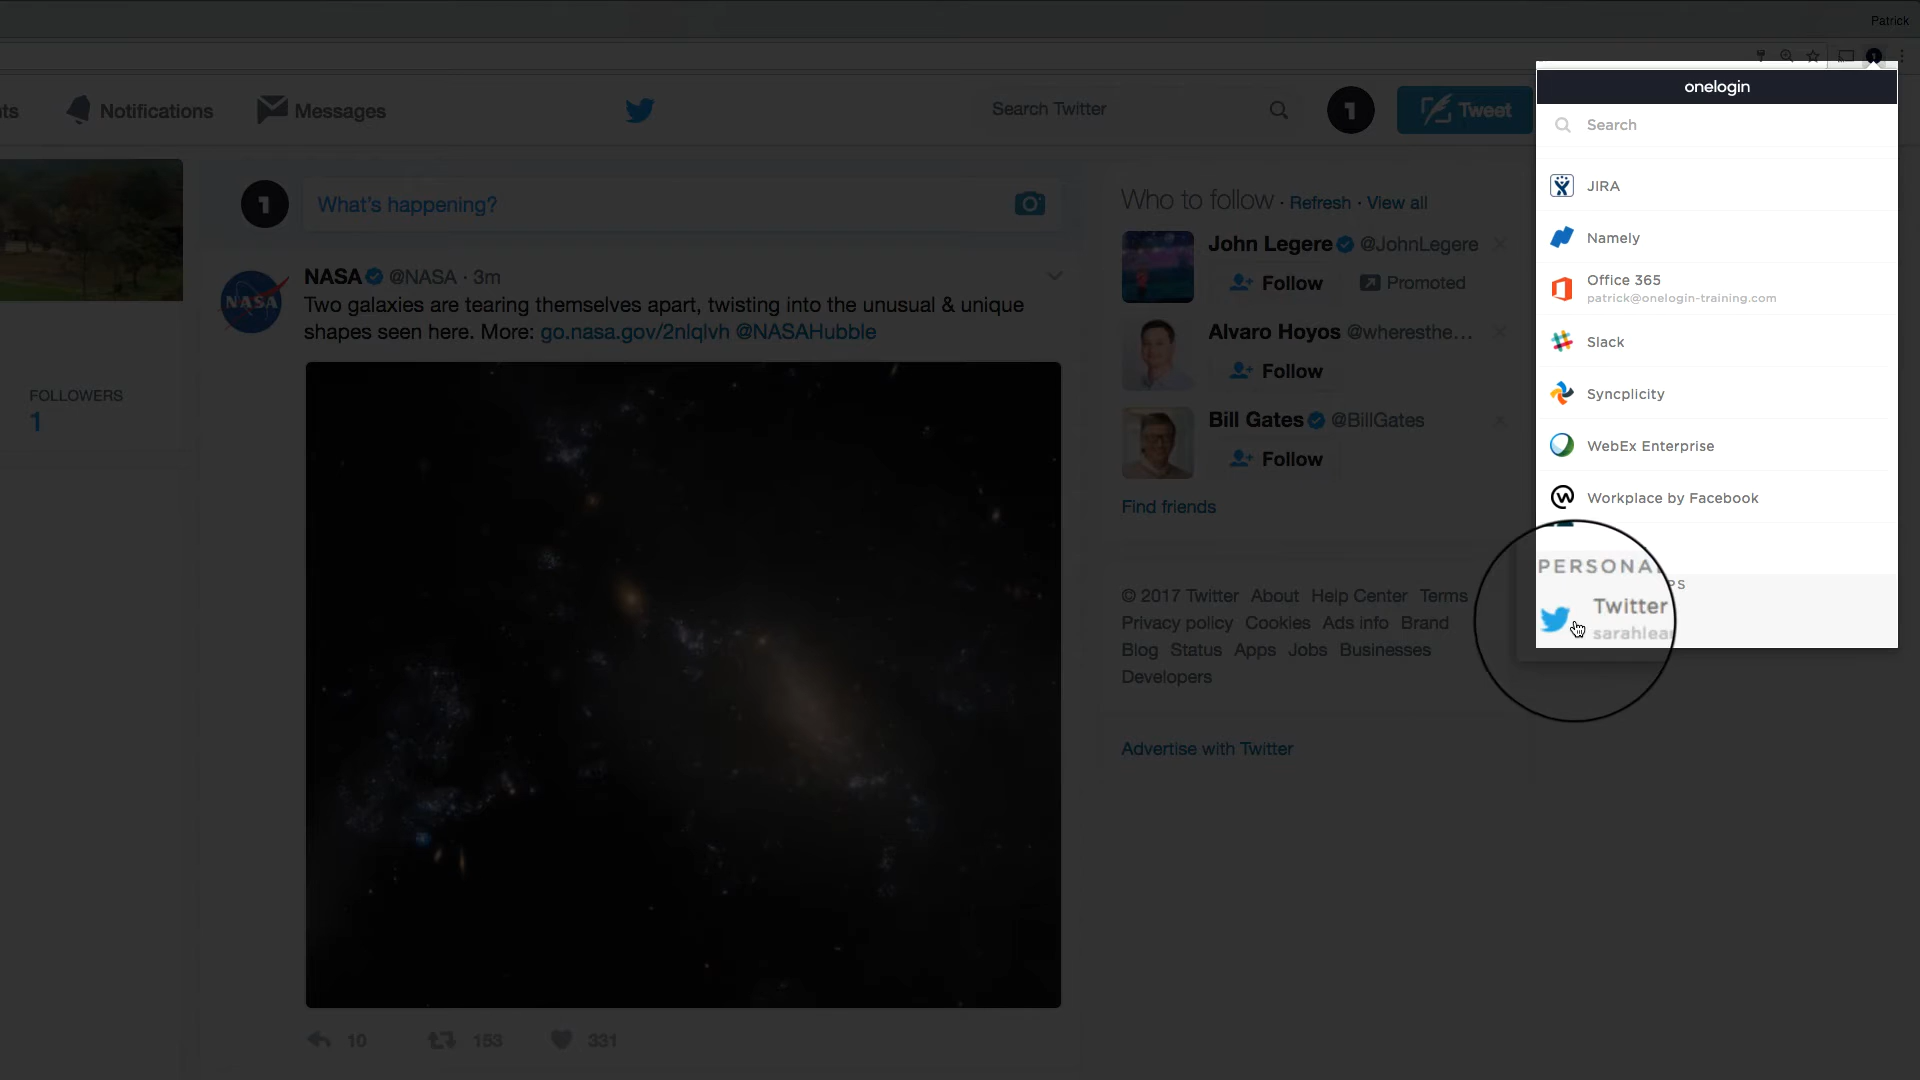 Patrick
ts
Notifications
Messages
Search Twitter
1
Tweet
1
What's happening?
NASA @NASA · 3m
Two galaxies are tearing themselves apart, twisting into the unusual & unique
shapes seen here. More: go.nasa.gov/2nlqlvh @NASAHubble
NASA
FOLLOWERS
1
10
153
331
Who to follow · Refresh · View all
John Legere @JohnLegere
Follow
Promoted
Alvaro Hoyos @wheresthe...
Follow
Bill Gates @BillGates
Follow
Find friends
© 2017 Twitter About Help Center Terms
Privacy policy Cookies Ads info Brand
Blog Status Apps Jobs Businesses
Developers
Advertise with Twitter
onelogin
Search
JIRA
Namely
Office 365
patrick@onelogin-training.com
Slack
Syncplicity
WebEx Enterprise
Workplace by Facebook
PERSONA PS
Twitter
sarahlea